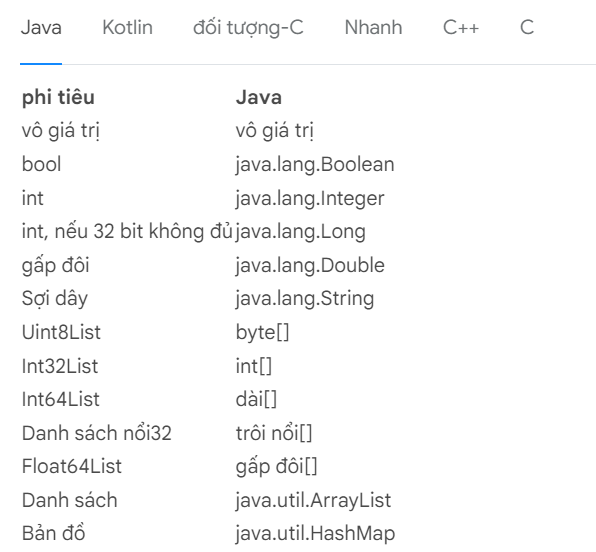 Java Kotlin đối tượng-C Nhanh C++ C
phi tiêu Java
vô giá trị vô giá trị
bool java.lang.Boolean
int java.lang.Integer
int, nếu 32 bit không đủ java.lang.Long
gấp đôi java.lang.Double
Sợi dây java.lang.String
Uint8List byte[]
Int32List int[]
Int64List dài[]
Danh sách nổi32 trôi nổi[]
Float64List gấp đôi[]
Danh sách java.util.ArrayList
Bản đồ java.util.HashMap